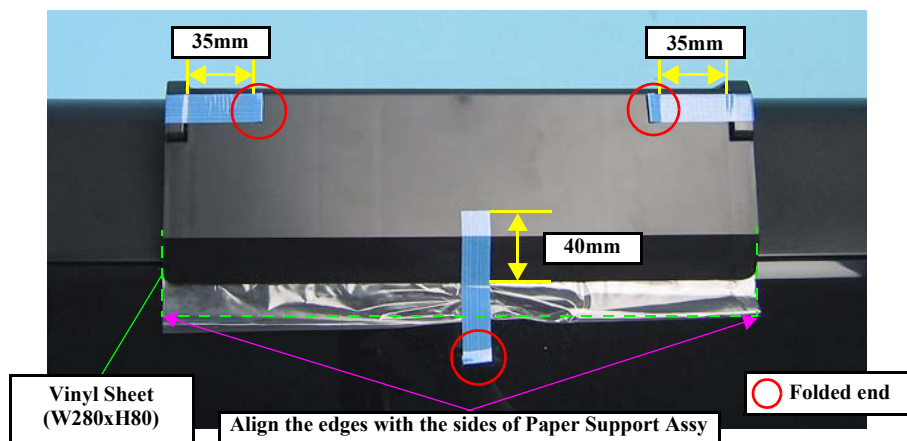 35mm
35mm
40mm
Vinyl Sheet
(W280xH80)
Align the edges with the sides of Paper Support Assy
Folded end